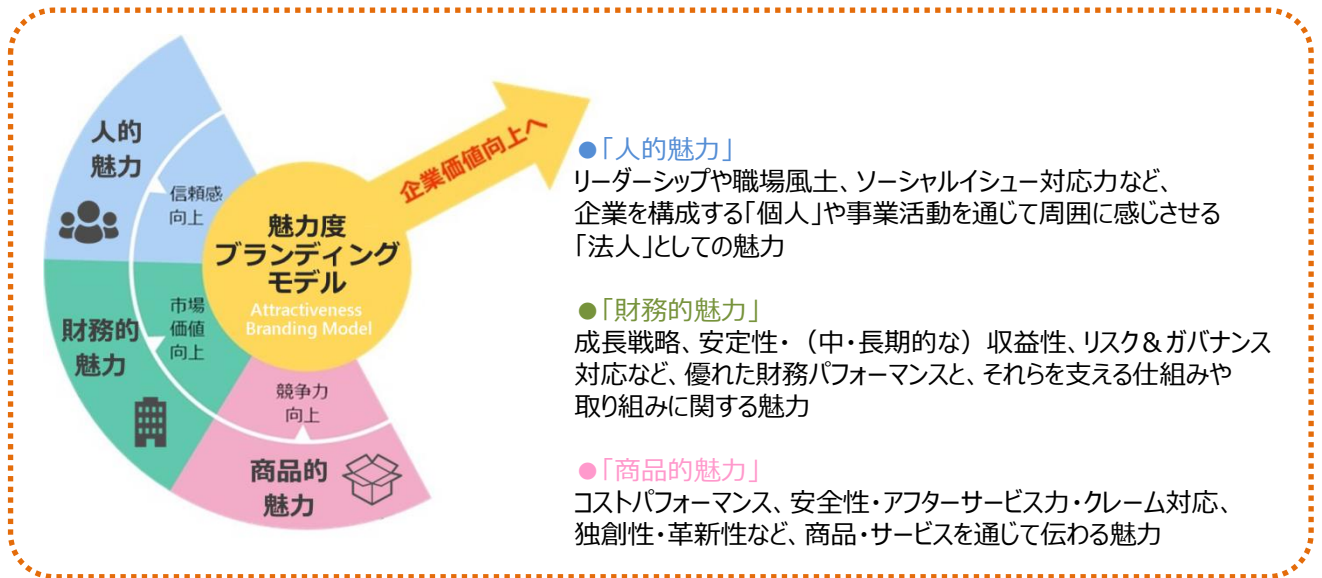 人的
魅力
信頼感
向上
財務的
魅力
市場
価値
向上
商品的
魅力
競争力
向上
魅力度
ブランディング
モデル
Attractiveness
Branding Model
企業価値向上へ
●「人的魅力」
リーダーシップや職場風土、ソーシャルイシュー対応力など、
企業を構成する「個人」や事業活動を通じて周囲に感じさせる
「法人」としての魅力
●「財務的魅力」
成長戦略、安定性・（中・長期的な）収益性、リスク＆ガバナンス
対応など、優れた財務パフォーマンスと、それらを支える仕組みや
取り組みに関する魅力
●「商品的魅力」
コストパフォーマンス、安全性・アフターサービス力・クレーム対応、
独創性・革新性など、商品・サービスを通じて伝わる魅力